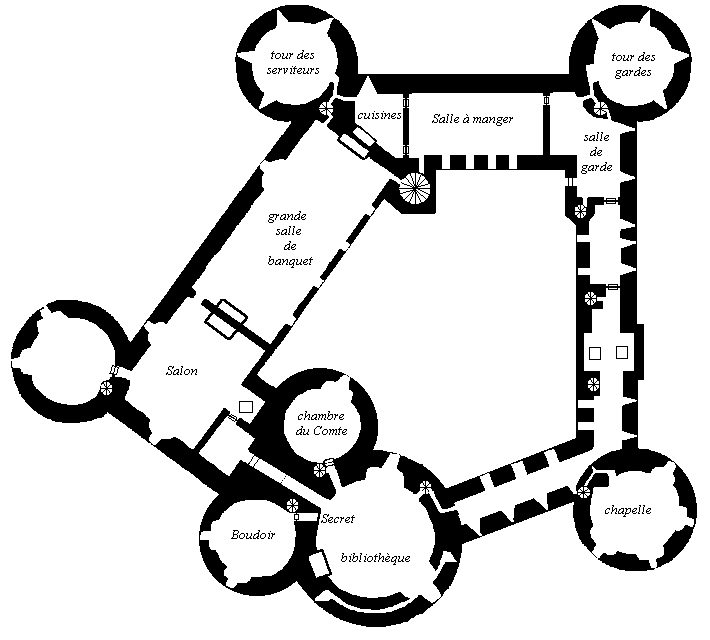 tour des
serviteurs
tour des
gardes
cuisines
Salle à manger
salle
de
garde
grande
salle
de
banquet
Salon
chambre
du Comte
Secret
Boudoir
bibliothèque
chapelle